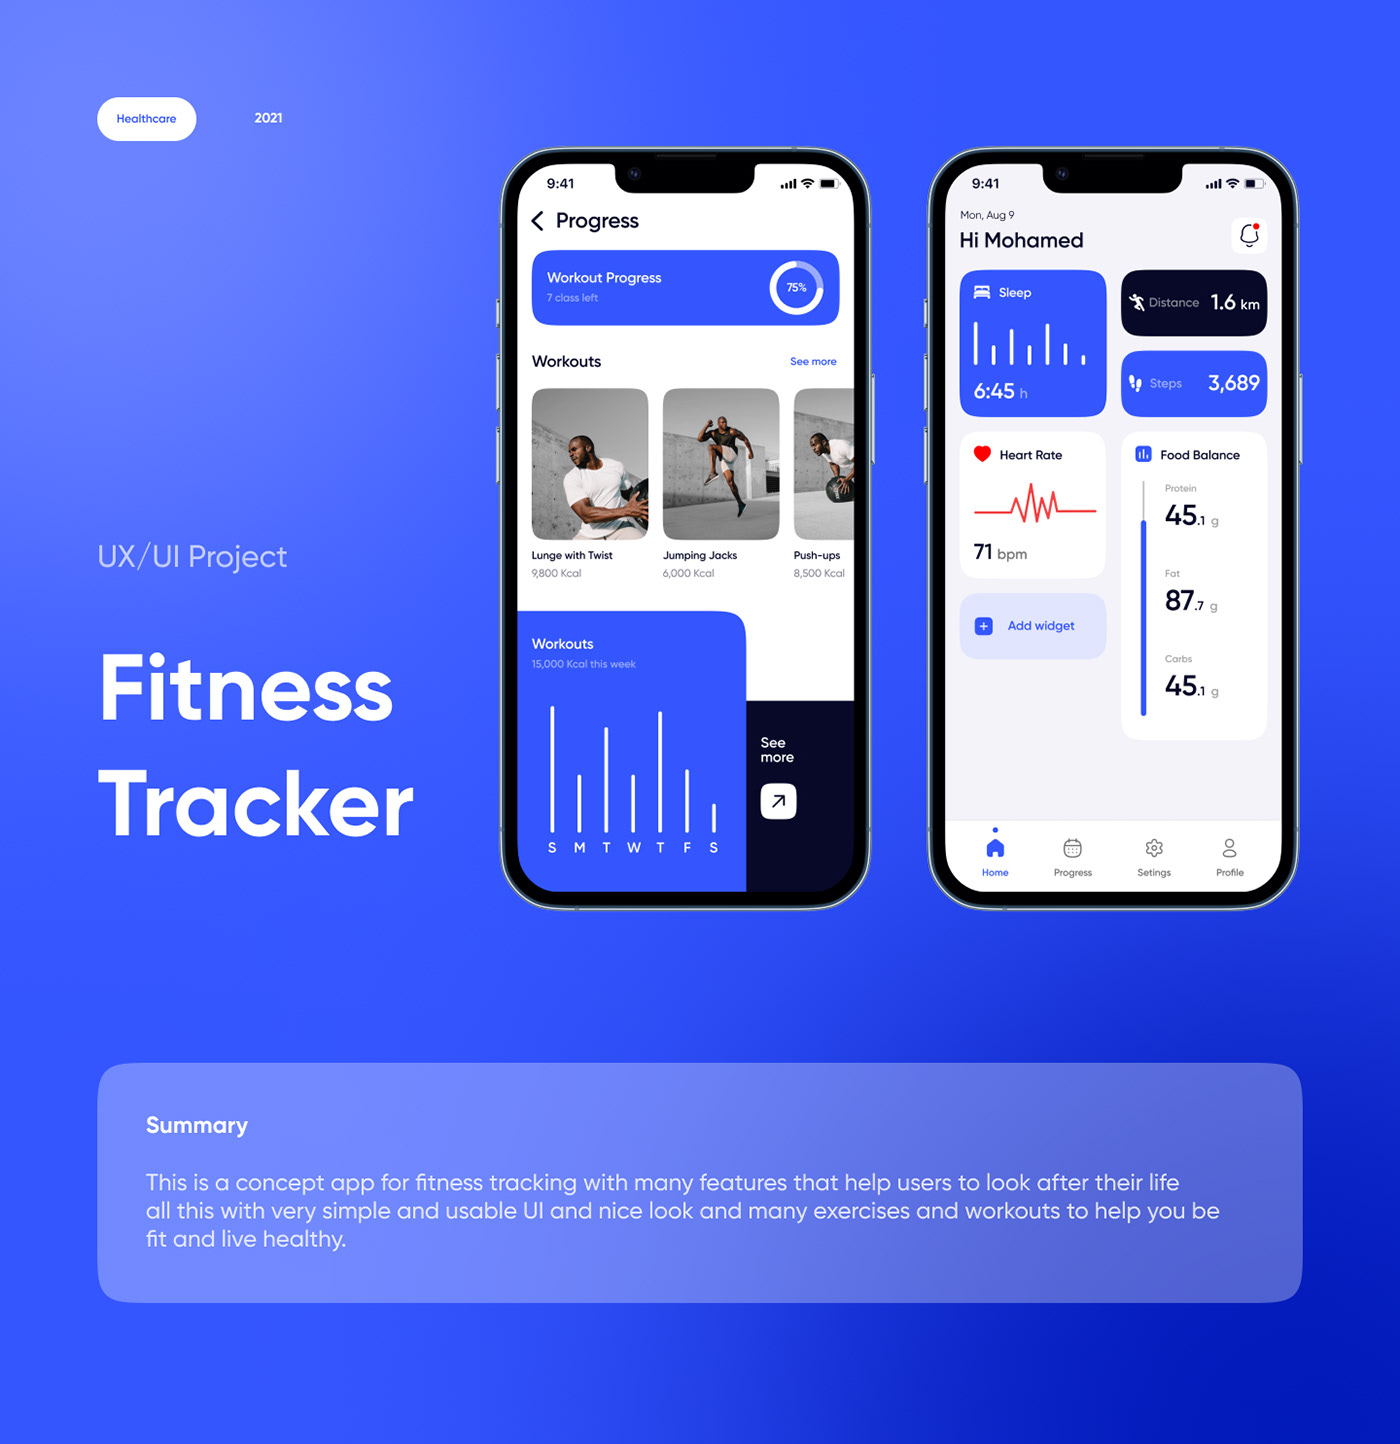 Healthcare
2021
UX/UI Project
Fitness
Tracker
9:41
Progress
Workout Progress
7 class left
75%
Workouts
See more
Lunge with Twist
9,800 Kcal
Jumping Jacks
6,000 Kcal
Push-ups
8,500 Kcal
Workouts
15,000 Kcal this week
S M T W T F S
See
more
9:41
Mon, Aug 9
Hi Mohamed
Sleep
6:45 h
Distance 1.6 km
Steps 3,689
Heart Rate
71 bpm
Add widget
Food Balance
Protein
45.1 g
Fat
87.7 g
Carbs
45.1 g
Home
Progress
Setings
Profile
Summary
This is a concept app for fitness tracking with many features that help users to look after their life
all this with very simple and usable UI and nice look and many exercises and workouts to help you be
fit and live healthy.